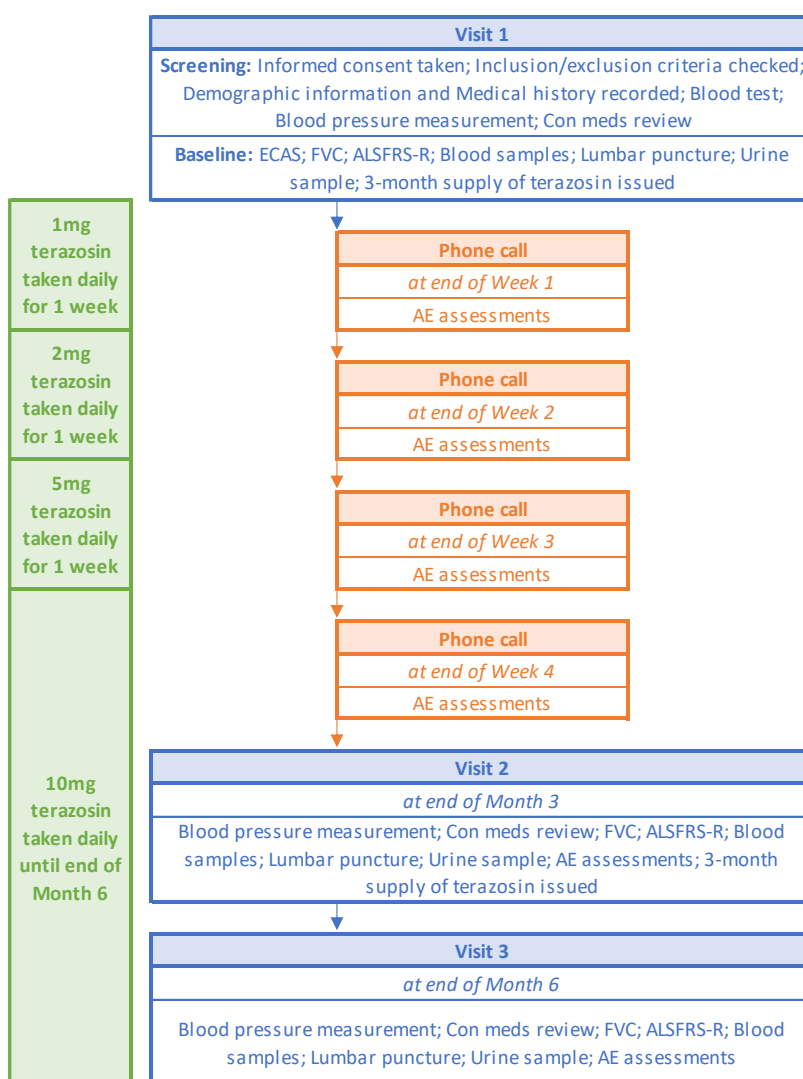 Visit 1
Screening: Informed consent taken; Inclusion/exclusion criteria checked;
Demographic information and Medical history recorded; Blood test;
Blood pressure measurement; Con meds review
Baseline: ECAS; FVC; ALSFRS-R; Blood samples; Lumbar puncture; Urine
sample; 3-month supply of terazosin issued
1mg
terazosin
taken daily
for 1 week
Phone call
at end of Week 1
AE assessments
2mg
terazosin
taken daily
for 1 week
Phone call
at end of Week 2
AE assessments
5mg
terazosin
taken daily
for 1 week
Phone call
at end of Week 3
AE assessments
10mg
terazosin
taken daily
until end of
Month 6
Phone call
at end of Week 4
AE assessments
Visit 2
at end of Month 3
Blood pressure measurement; Con meds review; FVC; ALSFRS-R; Blood
samples; Lumbar puncture; Urine sample; AE assessments; 3-month
supply of terazosin issued
Visit 3
at end of Month 6
Blood pressure measurement; Con meds review; FVC; ALSFRS-R; Blood
samples; Lumbar puncture; Urine sample; AE assessments